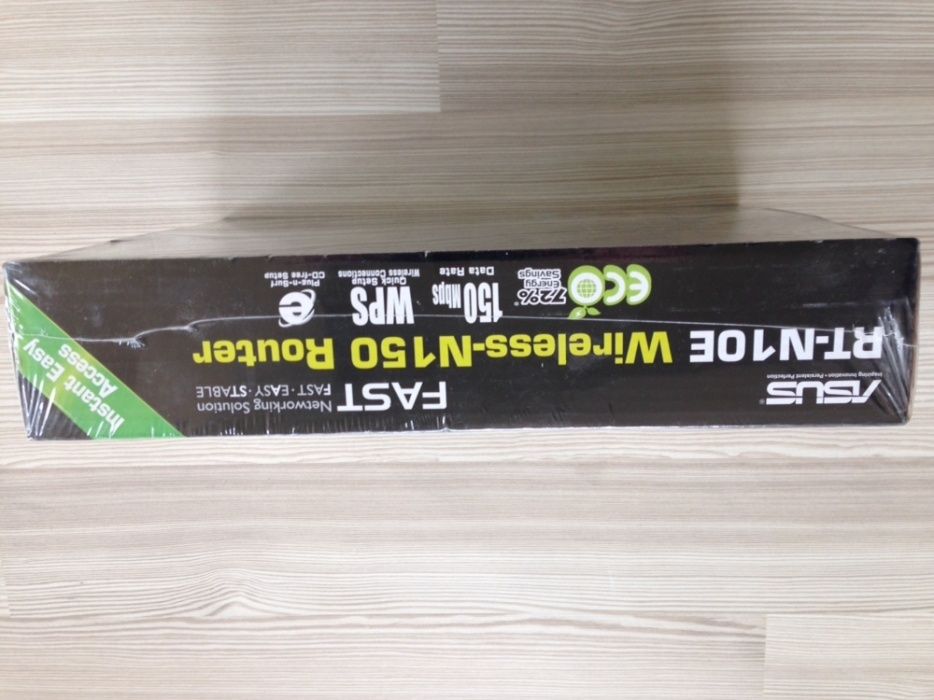 ASUS®
Inspiring Innovation · Persistent Perfection
FAST
Networking Solution
FAST · EASY · STABLE
RT-N10E Wireless-N150 Router
eco
72%*
Energy
Savings
150 Mbps
Data Rate
WPS
Quick Setup
Wireless Connections
Plug-n-Surf
CD-free Setup
Instant Easy
Access